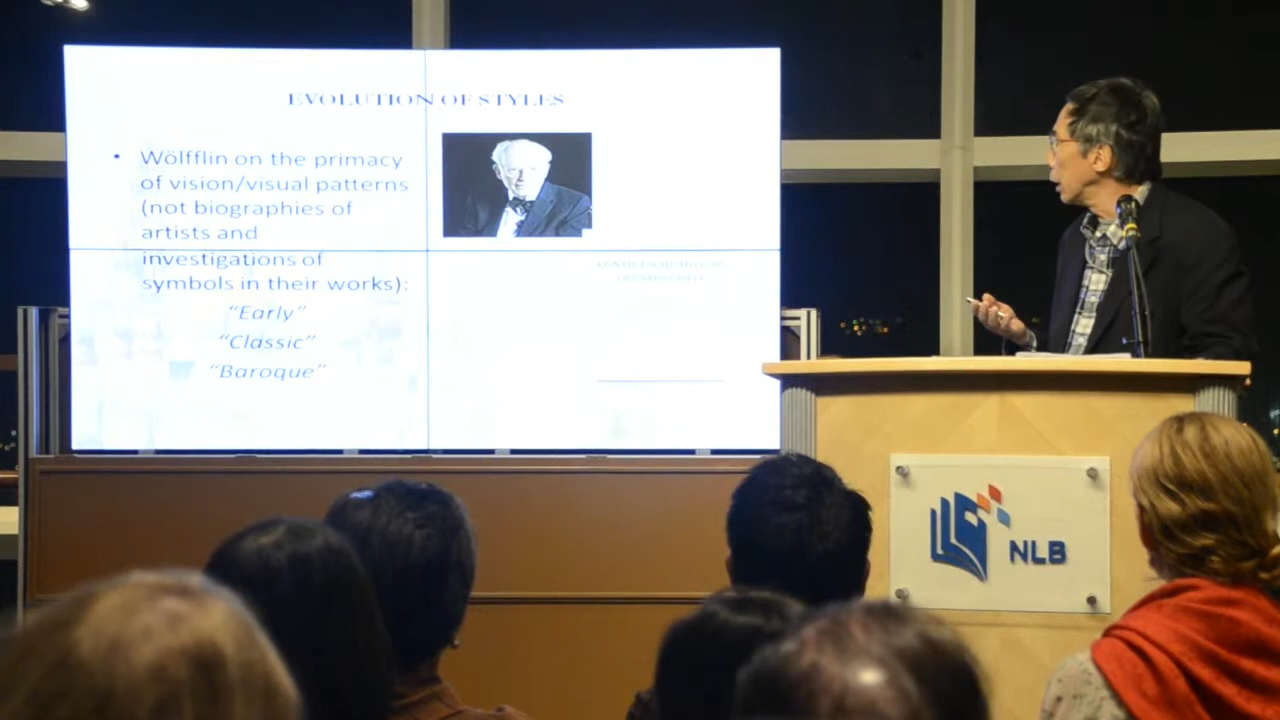 EVOLUTION OF STYLES
• Wölfflin on the primacy
of vision/visual patterns
(not biographies of
artists and
investigations of
symbols in their works):
“Early”
“Classic”
“Baroque”
NLB